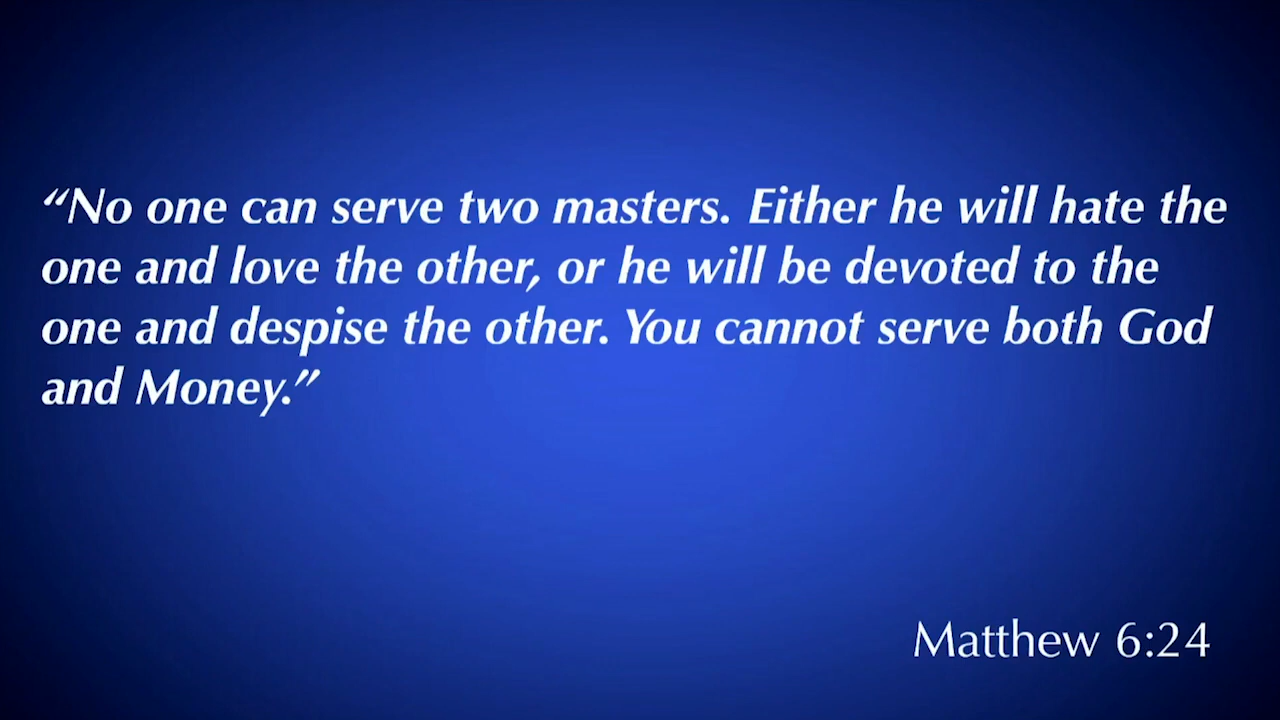 “No one can serve two masters. Either he will hate the
one and love the other, or he will be devoted to the
one and despise the other. You cannot serve both God
and Money.”
Matthew 6:24